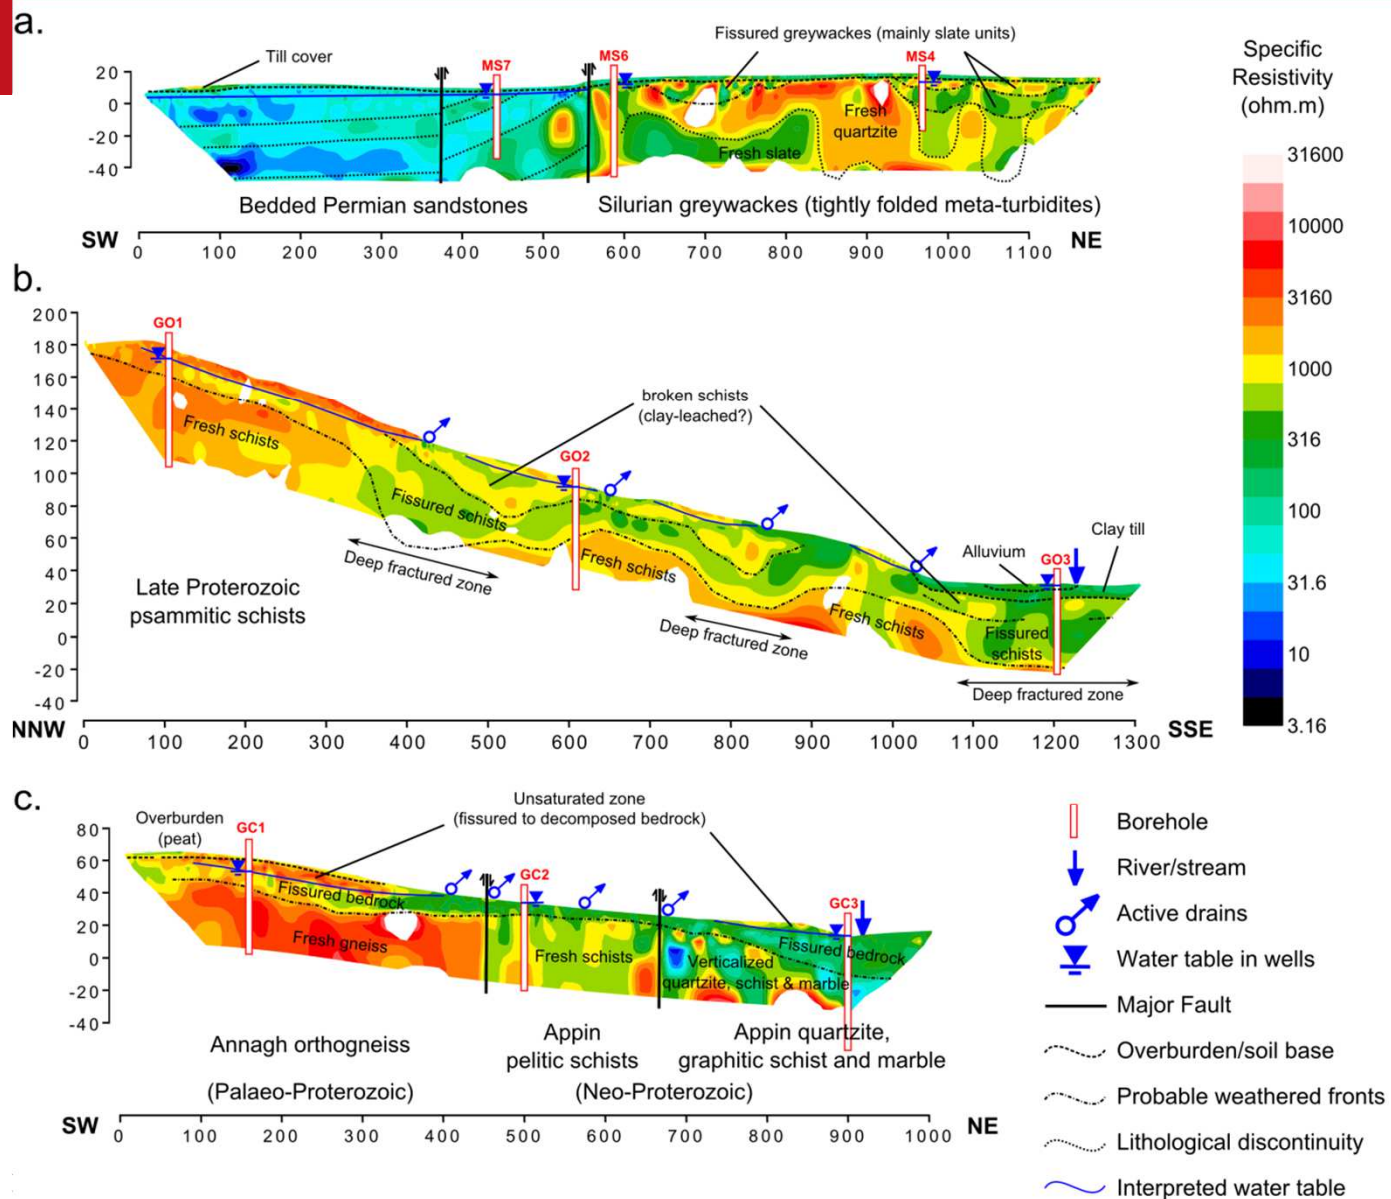 a.
Till cover
MS7
MS6
Fissured greywackes (mainly slate units)
MS4
20
0
-20
-40
Fresh
quartzite
Fresh slate
Bedded Permian sandstones
Silurian greywackes (tightly folded meta-turbidites)
SW
NE
0 100 200 300 400 500 600 700 800 900 1000 1100
Specific
Resistivity
(ohm.m)
31600
10000
3160
1000
316
100
31.6
10
3.16
b.
200
180
160
140
120
100
80
60
40
20
0
-20
-40
GO1
Fresh schists
broken schists
(clay-leached?)
GO2
Fissured schists
Deep fractured zone
Fresh schists
Late Proterozoic
psammitic schists
Deep fractured zone
Fresh schists
Alluvium
Clay till
GO3
Fissured
schists
Deep fractured zone
NNW
SSE
0 100 200 300 400 500 600 700 800 900 1000 1100 1200 1300
c.
Overburden
(peat)
GC1
Unsaturated zone
(fissured to decomposed bedrock)
80
60
40
20
0
-20
-40
GC2
GC3
Fissured bedrock
Fresh gneiss
Fresh schists
Verticalized
quartzite, schist & marble
Fissured bedrock
Annagh orthogneiss
(Palaeo-Proterozoic)
Appin
pelitic schists
Appin quartzite,
graphitic schist and marble
(Neo-Proterozoic)
SW
NE
0 100 200 300 400 500 600 700 800 900 1000
Borehole
River/stream
Active drains
Water table in wells
Major Fault
Overburden/soil base
Probable weathered fronts
Lithological discontinuity
Interpreted water table